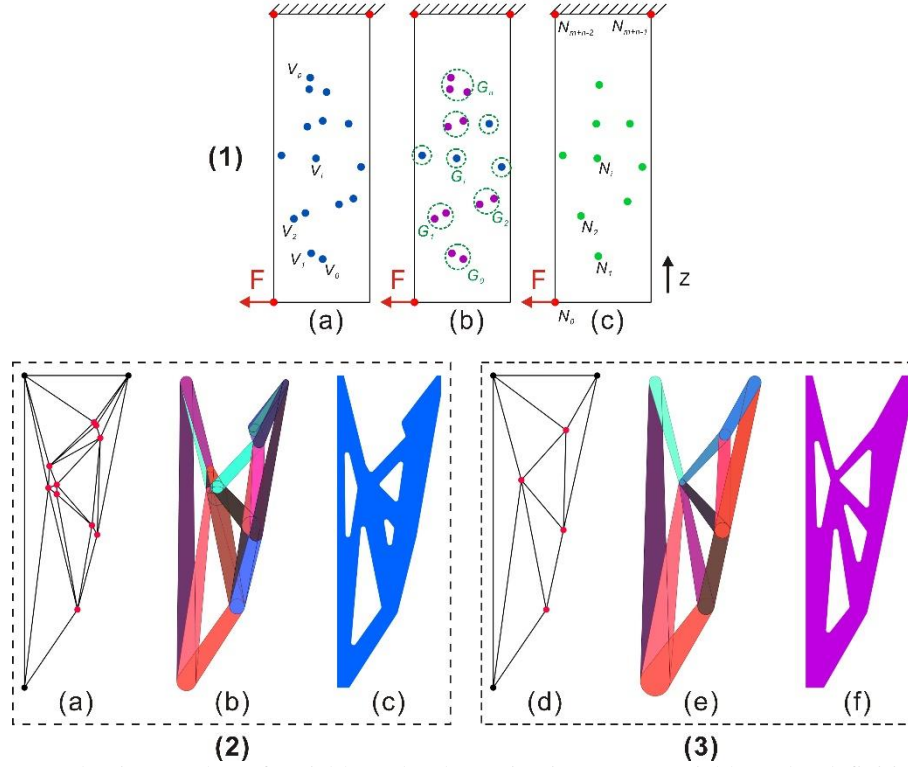 V_g
V_i
V_2
V_1
V_0
F
(a)
G_n
G_i
G_1
G_2
G_0
F
(b)
N_{m+n-2}
N_{m+n-1}
N_i
N_2
N_1
N_0
F
(c)
Z
(1)
(a)
(b)
(c)
(2)
(d)
(e)
(f)
(3)